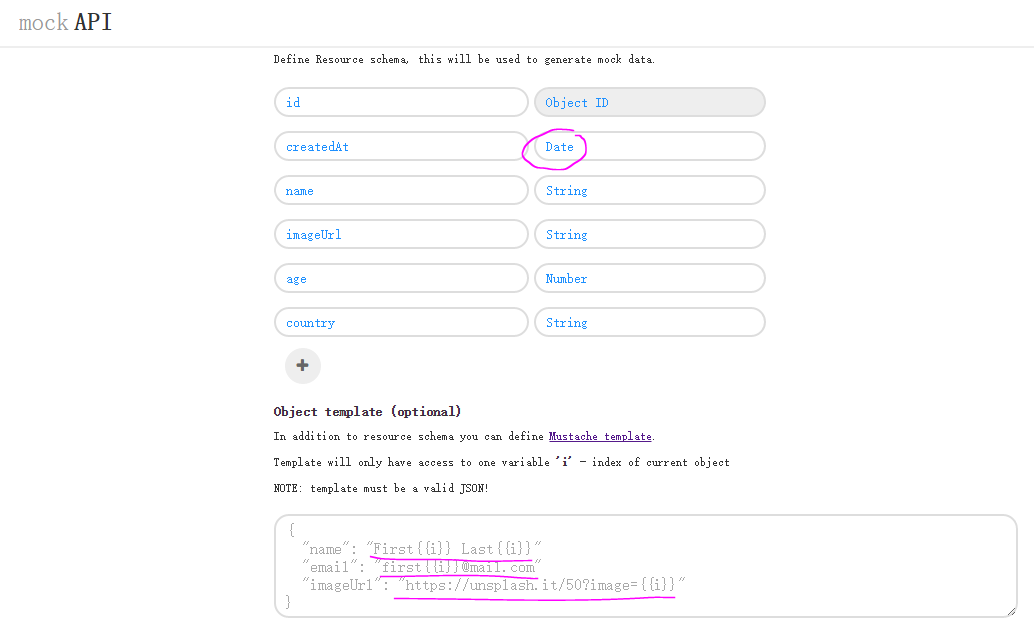 mock API
Define Resource schema, this will be used to generate mock data.
id Object ID
createdAt Date
name String
imageUrl String
age Number
country String
+
Object template (optional)
In addition to resource schema you can define Mustache template.
Template will only have access to one variable 'i' - index of current object
NOTE: template must be a valid JSON!
{
"name": "First{{i}} Last{{i}}"
"email": "first{{i}}@mail.com"
"imageUrl": "https://unsplash.it/50?image={{i}}"
}